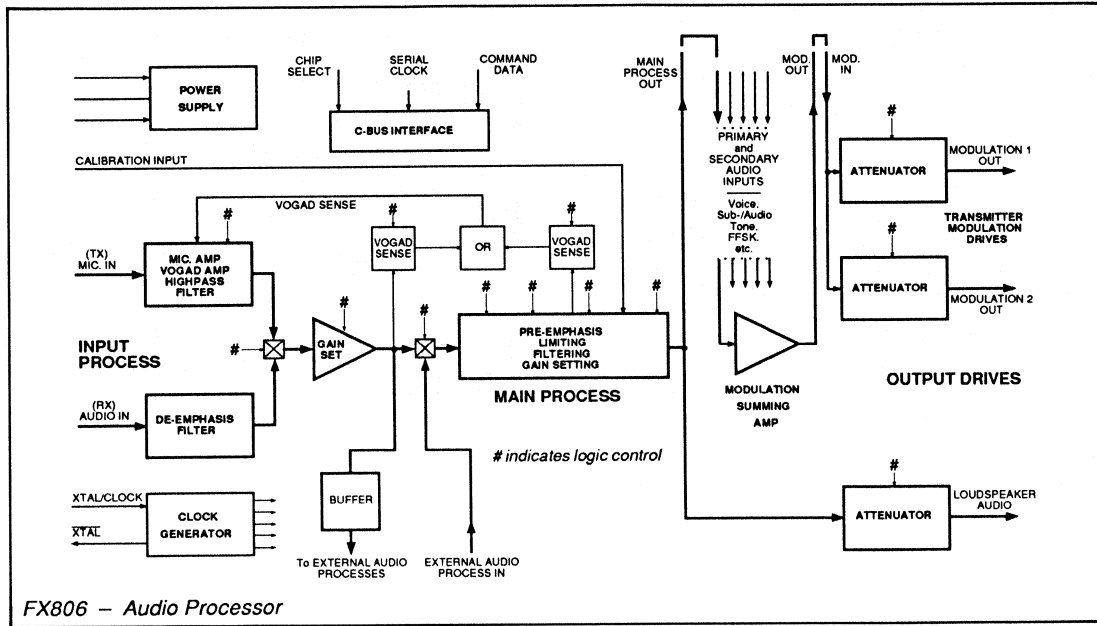 POWER
SUPPLY
CHIP
SELECT
SERIAL
CLOCK
COMMAND
DATA
C-BUS INTERFACE
MAIN
PROCESS
OUT
MOD.
OUT
MOD.
IN
CALIBRATION INPUT
VOGAD SENSE
#
#
VOGAD
SENSE
OR
#
VOGAD
SENSE
(TX)
MIC. IN
MIC. AMP
VOGAD AMP
HIGHPASS
FILTER
INPUT
PROCESS
#
#
GAIN
SET
#
#
#
#
#
PRE-EMPHASIS
LIMITING
FILTERING
GAIN SETTING
MAIN PROCESS
(RX)
AUDIO IN
DE-EMPHASIS
FILTER
# indicates logic control
XTAL/CLOCK
XTAL
CLOCK
GENERATOR
BUFFER
To EXTERNAL AUDIO
PROCESSES
EXTERNAL AUDIO
PROCESS IN
PRIMARY
and
SECONDARY
AUDIO
INPUTS
Voice.
Sub-/Audio
Tone.
FFSK.
etc.
MODULATION
SUMMING
AMP
#
ATTENUATOR
MODULATION 1
OUT
TRANSMITTER
MODULATION
DRIVES
#
ATTENUATOR
MODULATION 2
OUT
OUTPUT DRIVES
#
ATTENUATOR
LOUDSPEAKER
AUDIO
FX806 – Audio Processor